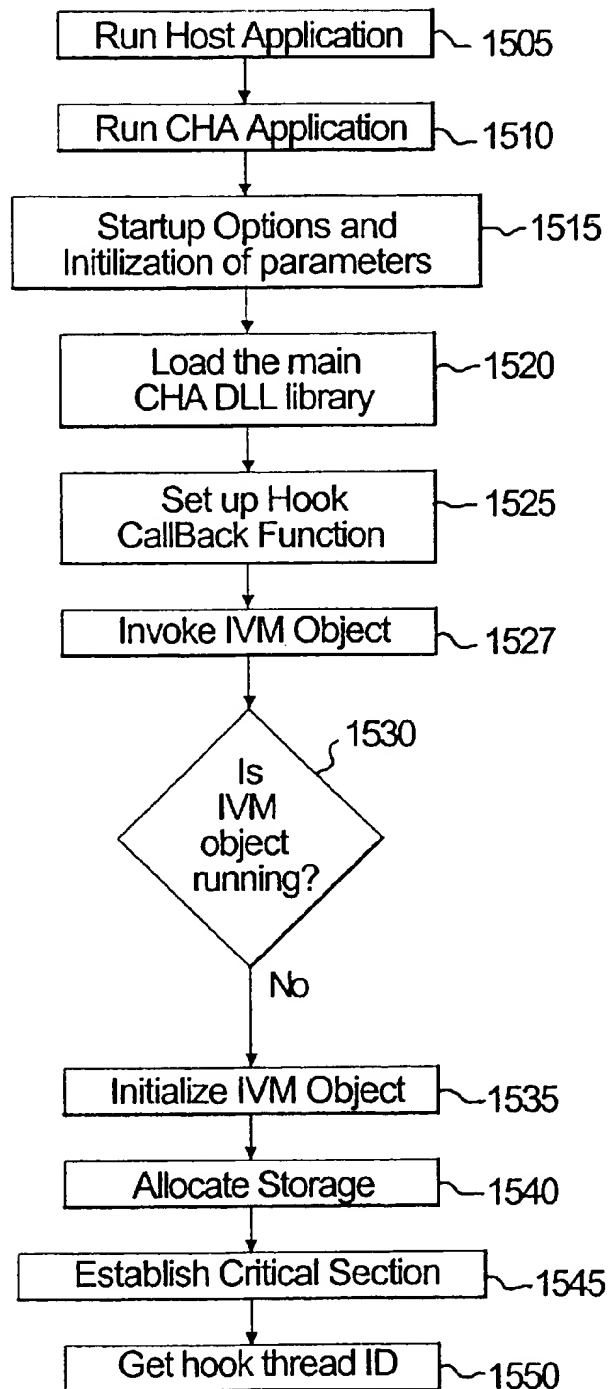 Run Host Application
1505
Run CHA Application
1510
Startup Options and
Initilization of parameters
1515
Load the main
CHA DLL library
1520
Set up Hook
CallBack Function
1525
Invoke IVM Object
1527
1530
Is
IVM
object
running?
No
Initialize IVM Object
1535
Allocate Storage
1540
Establish Critical Section
1545
Get hook thread ID
1550